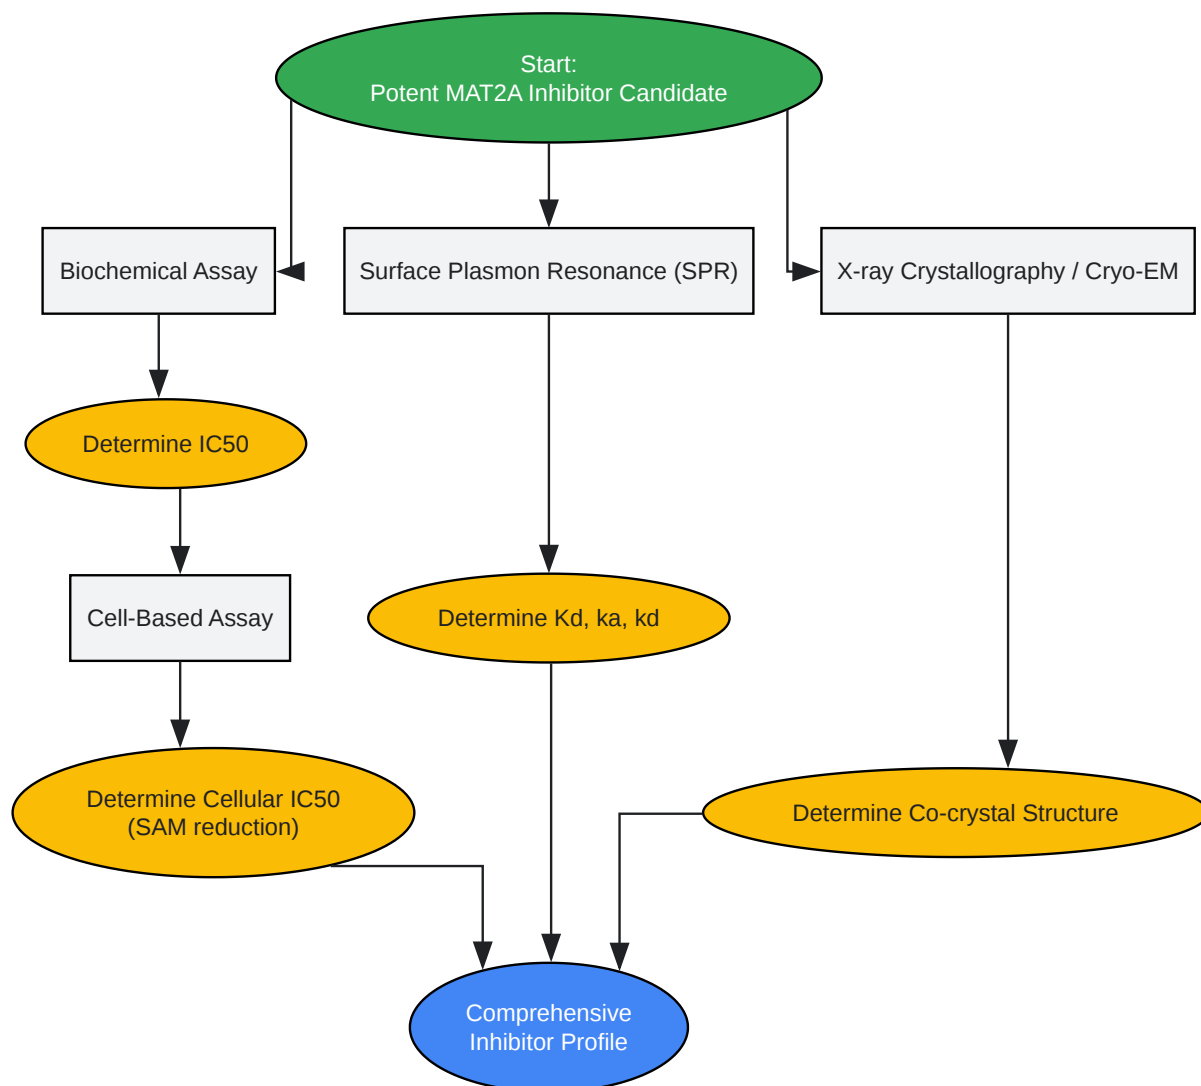 Start:
Potent MAT2A Inhibitor Candidate
Biochemical Assay
Surface Plasmon Resonance (SPR)
X-ray Crystallography / Cryo-EM
Determine IC50
Cell-Based Assay
Determine Kd, ka, kd
Determine Cellular IC50
(SAM reduction)
Determine Co-crystal Structure
Comprehensive
Inhibitor Profile